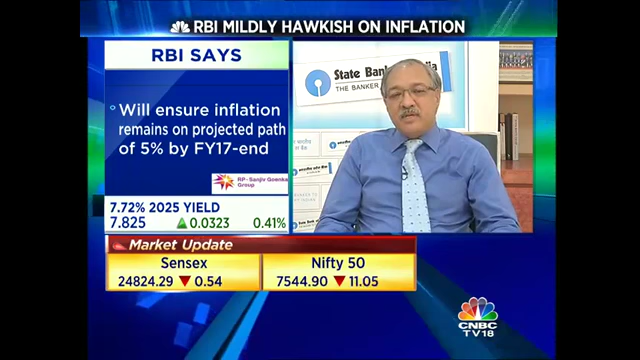 RBI MILDLY HAWKISH ON INFLATION
RBI SAYS
Will ensure inflation
remains on projected path
of 5% by FY17-end
RP-Sanjiv Goenka
Group
7.72% 2025 YIELD
7.825 ▲ 0.0323 0.41%
State Bank
THE BANKER
Market Update
Sensex
24824.29 ▼ 0.54
Nifty 50
7544.90 ▼ 11.05
CNBC
TV18